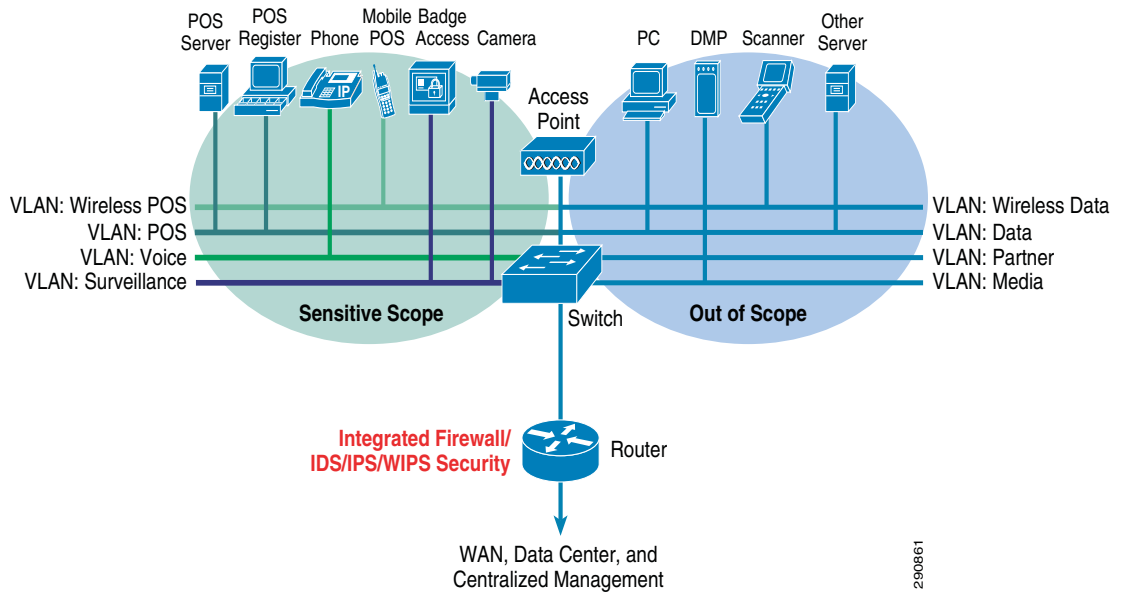 POS
Server
POS
Register
Phone
Mobile
POS
Badge
Access
Camera
PC
DMP
Scanner
Other
Server
IP
Access
Point
VLAN: Wireless POS
VLAN: POS
VLAN: Voice
VLAN: Surveillance
VLAN: Wireless Data
VLAN: Data
VLAN: Partner
VLAN: Media
Sensitive Scope
Switch
Out of Scope
Integrated Firewall/
IDS/IPS/WIPS Security
Router
WAN, Data Center, and
Centralized Management
290861